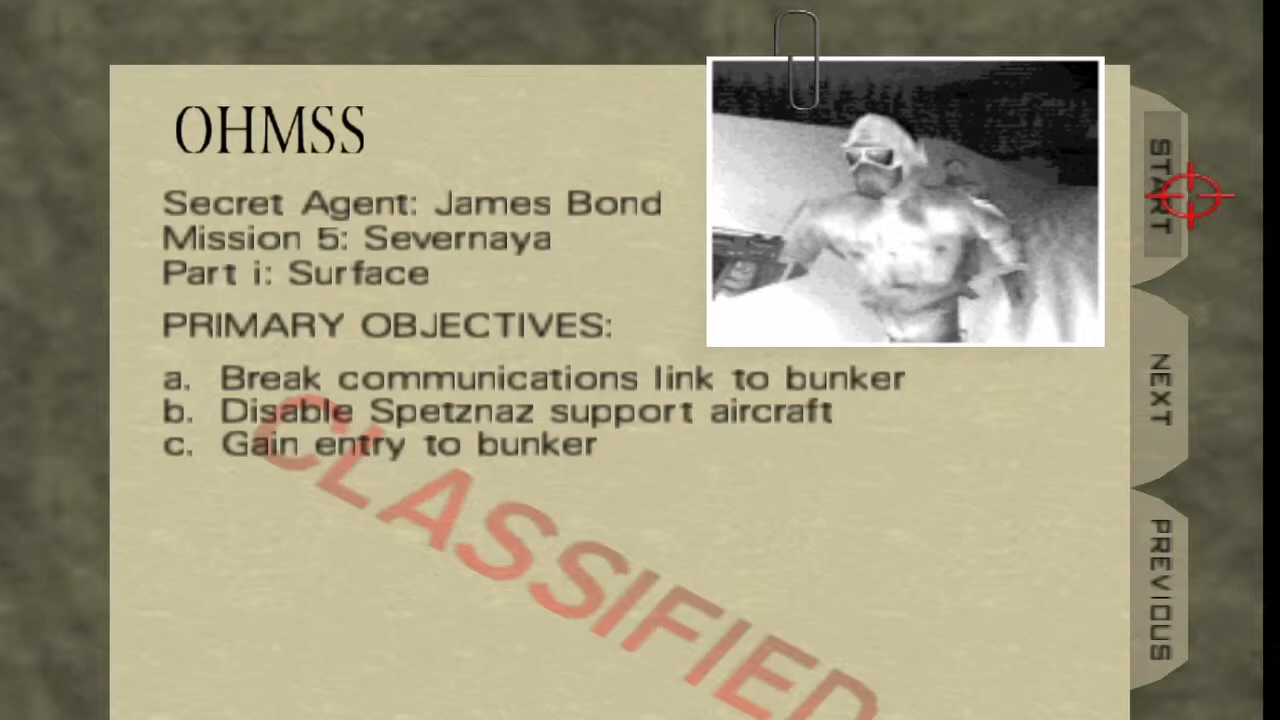 OHMSS
Secret Agent: James Bond
Mission 5: Severnaya
Part i: Surface
PRIMARY OBJECTIVES:
a. Break communications link to bunker
b. Disable Spetznaz support aircraft
c. Gain entry to bunker
CLASSIFIED
START
NEXT
PREVIOUS